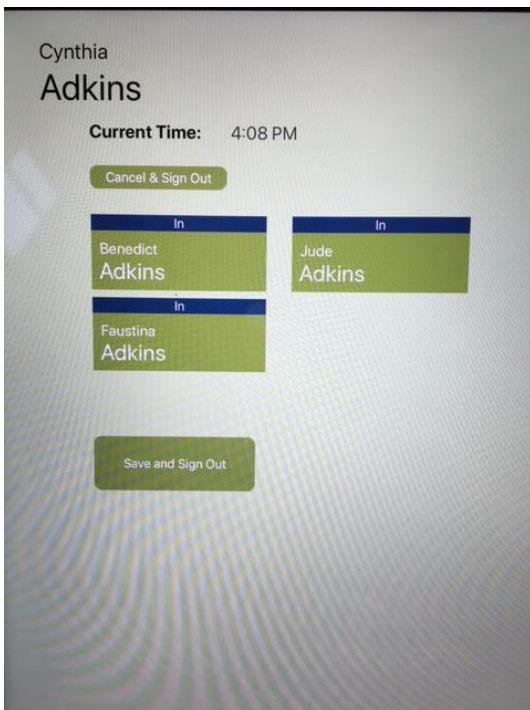 Cynthia
Adkins
Current Time: 4:08 PM
Cancel & Sign Out
In
Benedict
Adkins
In
Jude
Adkins
In
Faustina
Adkins
Save and Sign Out